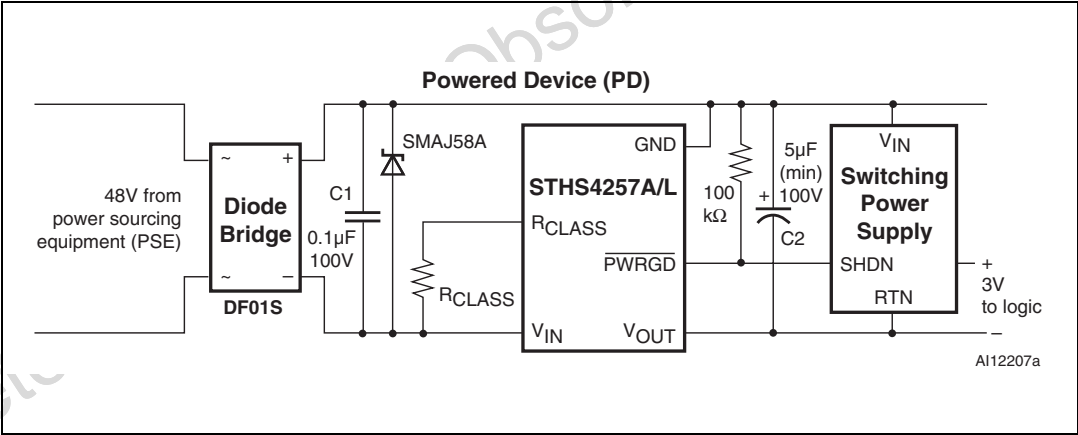 Powered Device (PD)
48V from
power sourcing
equipment (PSE)
~ +
Diode
Bridge
~ –
DF01S
C1
0.1µF
100V
SMAJ58A
RCLASS
GND
STHS4257A/L
RCLASS
PWRGD
VIN
VOUT
100
kΩ
5µF
(min)
100V
+
C2
VIN
Switching
Power
Supply
SHDN
RTN
+
3V
to logic
–
AI12207a
Obsol
ete